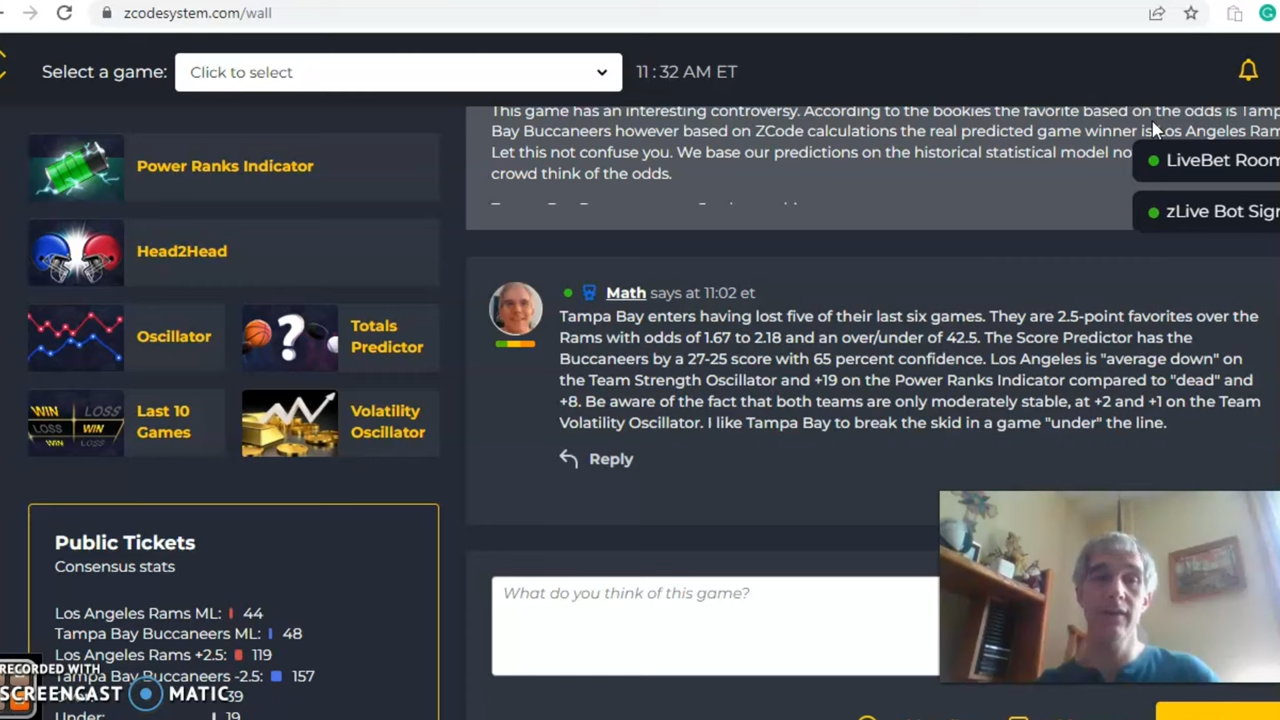 zcodesystem.com/wall
Select a game:
Click to select
11 : 32 AM ET
This game has an interesting controversy. According to the bookies the favorite based on the odds is
Bay Buccaneers however based on ZCode calculations the real predicted game winner is Los Angeles
Let this not confuse you. We base our predictions on the historical statistical model
crowd think of the odds.
LiveBet Room
zLive Bot
Power Ranks Indicator
Head2Head
Oscillator
Totals
Predictor
Last 10
Games
Volatility
Oscillator
WIN LOSS
LOSS WIN
WIN LOSS
Math says at 11:02 et
Tampa Bay enters having lost five of their last six games. They are 2.5-point favorites over the
Rams with odds of 1.67 to 2.18 and an over/under of 42.5. The Score Predictor has the
Buccaneers by a 27-25 score with 65 percent confidence. Los Angeles is "average down" on
the Team Strength Oscillator and +19 on the Power Ranks Indicator compared to "dead" and
+8. Be aware of the fact that both teams are only moderately stable, at +2 and +1 on the Team
Volatility Oscillator. I like Tampa Bay to break the skid in a game "under" the line.
Reply
What do you think of this game?
Public Tickets
Consensus stats
Los Angeles Rams ML: 44
Tampa Bay Buccaneers ML: 48
Los Angeles Rams +2.5: 119
Tampa Bay Buccaneers -2.5: 157
39
Under: 19
RECORDED WITH
SCREENCAST MATIC